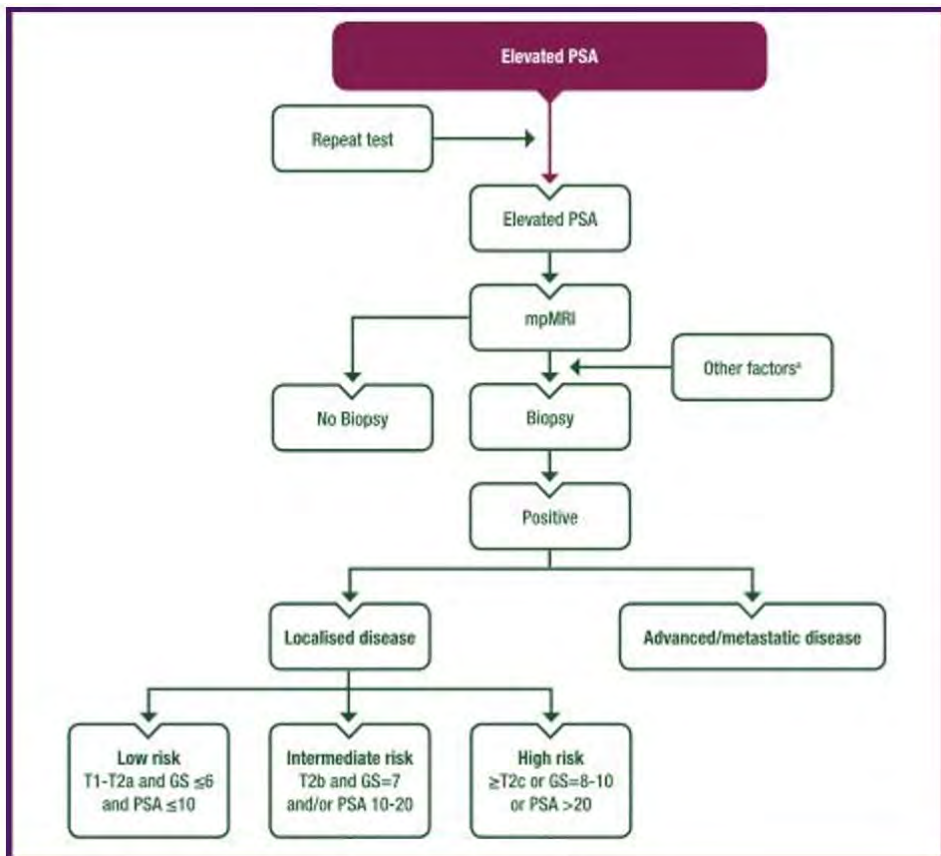 Elevated PSA
Repeat test
Elevated PSA
mpMRI
Other factorsᵃ
No Biopsy
Biopsy
Positive
Localised disease
Advanced/metastatic disease
Low risk
T1-T2a and GS ≤6
and PSA ≤10
Intermediate risk
T2b and GS=7
and/or PSA 10-20
High risk
≥T2c or GS=8-10
or PSA >20